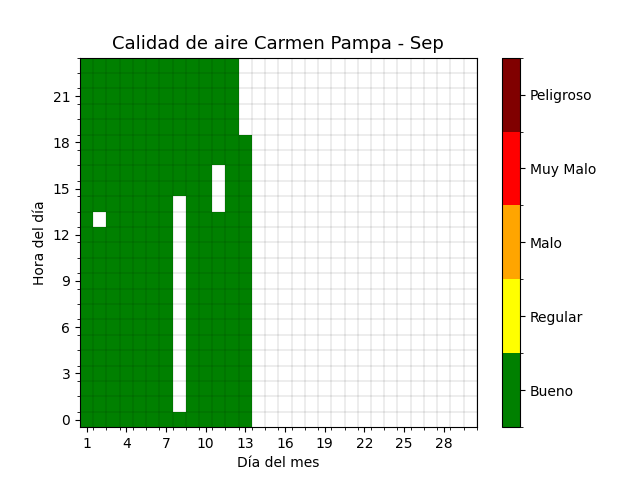 Calidad de aire Carmen Pampa - Sep
Hora del día
21
18
15
12
9
6
3
0
1 4 7 10 13 16 19 22 25 28
Día del mes
Peligroso
Muy Malo
Malo
Regular
Bueno